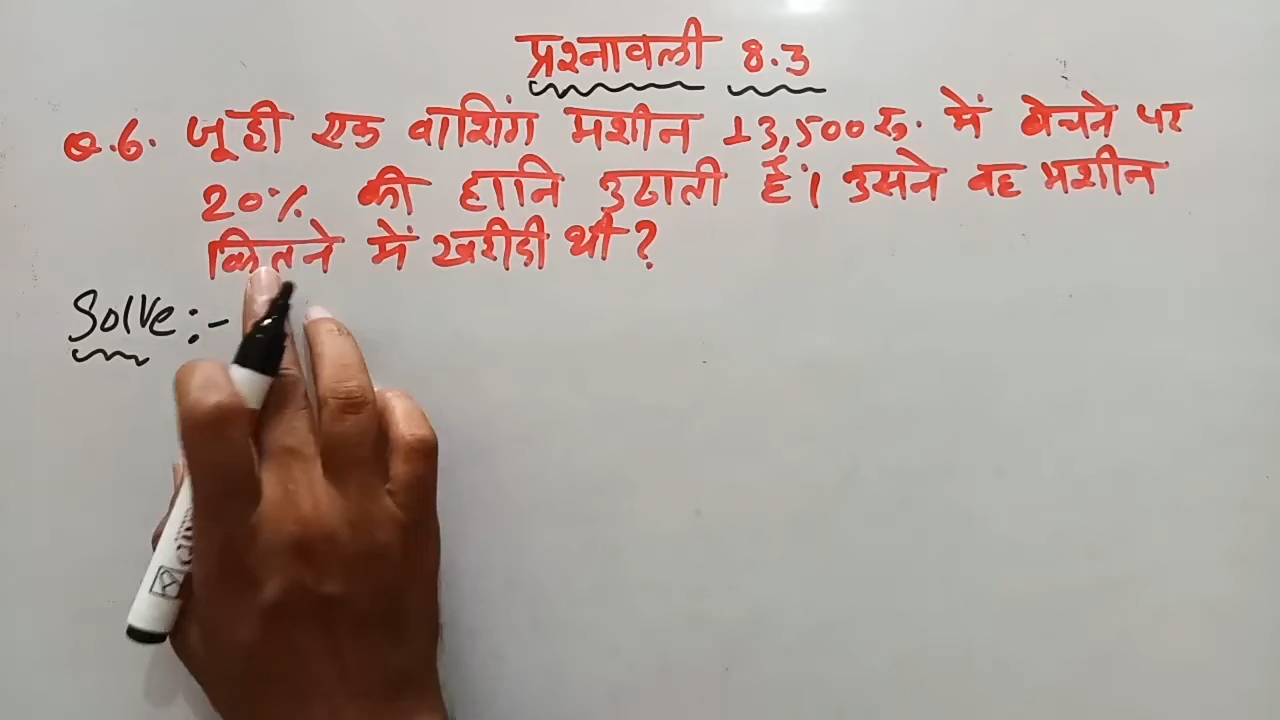 प्रश्नावली 8.3
Q.6. जूही एक वाशिंग मशीन 13,500 रु. में बेचने पर
20% की हानि उठाती है। उसने वह मशीन
कितने में खरीदी थी ?
Solve:-